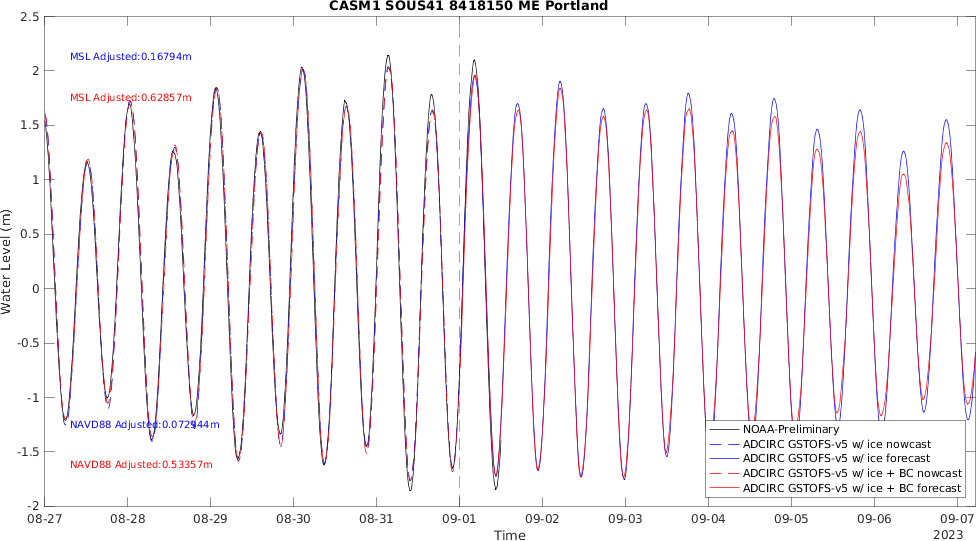 CASM1 SOUS41 8418150 ME Portland
2.5
2
1.5
1
0.5
0
-0.5
-1
-1.5
-2
Water Level (m)
MSL Adjusted:0.16794m
MSL Adjusted:0.62857m
NAVD88 Adjusted:0.072944m
NAVD88 Adjusted:0.53357m
NOAA-Preliminary
ADCIRC GSTOFS-v5 w/ ice nowcast
ADCIRC GSTOFS-v5 w/ ice forecast
ADCIRC GSTOFS-v5 w/ ice + BC nowcast
ADCIRC GSTOFS-v5 w/ ice + BC forecast
08-27 08-28 08-29 08-30 08-31 09-01 09-02 09-03 09-04 09-05 09-06 09-07
Time
2023